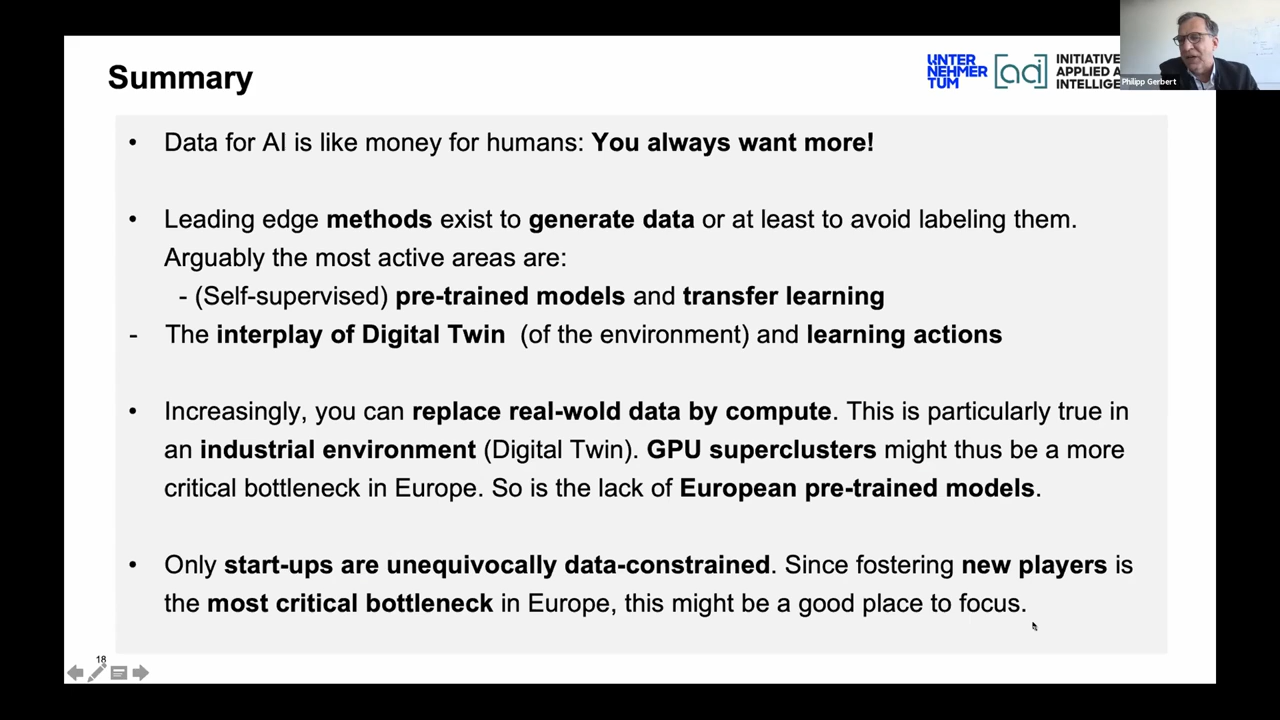 Summary
UNTER
NEHMER
TUM
INITIATIVE
APPLIED A
INTELLIGE
Philipp Gerbert
• Data for AI is like money for humans: You always want more!
• Leading edge methods exist to generate data or at least to avoid labeling them.
Arguably the most active areas are:
- (Self-supervised) pre-trained models and transfer learning
- The interplay of Digital Twin (of the environment) and learning actions
• Increasingly, you can replace real-wold data by compute. This is particularly true in
an industrial environment (Digital Twin). GPU superclusters might thus be a more
critical bottleneck in Europe. So is the lack of European pre-trained models.
• Only start-ups are unequivocally data-constrained. Since fostering new players is
the most critical bottleneck in Europe, this might be a good place to focus.
18